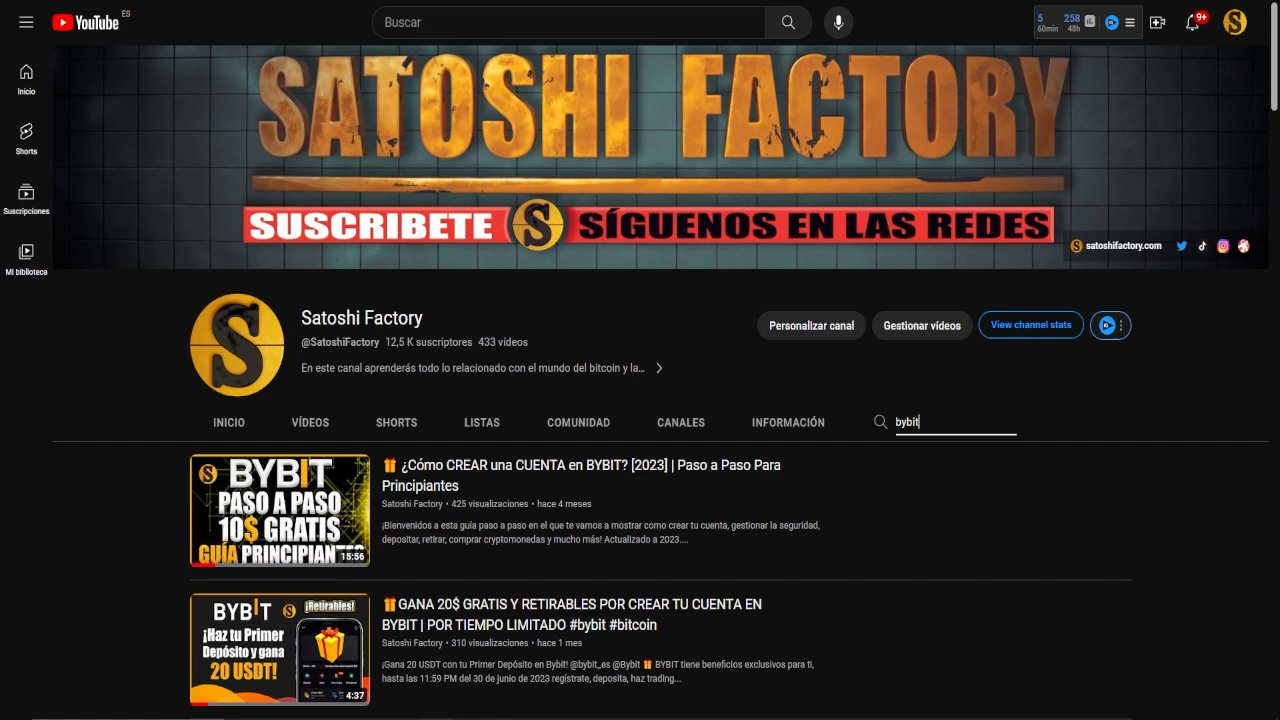 YouTube ES
Buscar
5 258
60min 48h
9+
Inicio
Shorts
Suscripciones
Mi biblioteca
SATOSHI FACTORY
SUSCRIBETE S SÍGUENOS EN LAS REDES
satoshifactory.com
Satoshi Factory
@SatoshiFactory 12,5 K suscriptores 433 vídeos
En este canal aprenderás todo lo relacionado con el mundo del bitcoin y la...
Personalizar canal
Gestionar vídeos
View channel stats
INICIO VÍDEOS SHORTS LISTAS COMUNIDAD CANALES INFORMACIÓN bybit
BYBIT
PASO A PASO
10$ GRATIS
GUÍA PRINCIPIANTES
15:56
¿Cómo CREAR una CUENTA en BYBIT? [2023] | Paso a Paso Para
Principiantes
Satoshi Factory • 425 visualizaciones • hace 4 meses
¡Bienvenidos a esta guía paso a paso en el que te vamos a mostrar como crear tu cuenta, gestionar la seguridad,
depositar, retirar, comprar cryptomonedas y mucho más! Actualizado a 2023....
BYBIT
¡Retirables!
¡Haz tu Primer
Depósito y gana
20 USDT!
4:37
GANA 20$ GRATIS Y RETIRABLES POR CREAR TU CUENTA EN
BYBIT | POR TIEMPO LIMITADO #bybit #bitcoin
Satoshi Factory • 310 visualizaciones • hace 1 mes
¡Gana 20 USDT con tu Primer Depósito en Bybit! @bybit_es @Bybit BYBIT tiene beneficios exclusivos para ti,
hasta las 11:59 PM del 30 de junio de 2023 regístrate, deposita, haz trading...